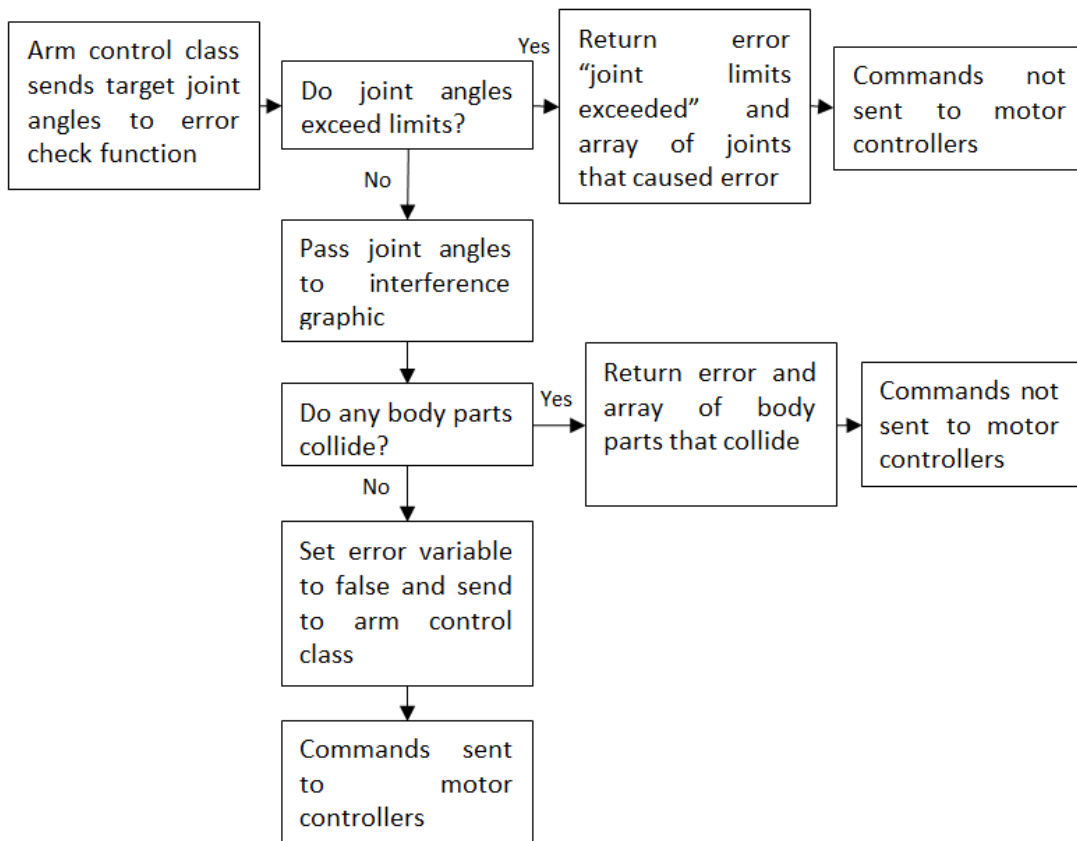 Arm control class
sends target joint
angles to error
check function
Do joint angles
exceed limits?
Yes
Return error
“joint limits
exceeded” and
array of joints
that caused error
Commands not
sent to motor
controllers
No
Pass joint angles
to interference
graphic
Do any body parts
collide?
Yes
Return error and
array of body
parts that collide
Commands not
sent to motor
controllers
No
Set error variable
to false and send
to arm control
class
Commands sent
to motor
controllers